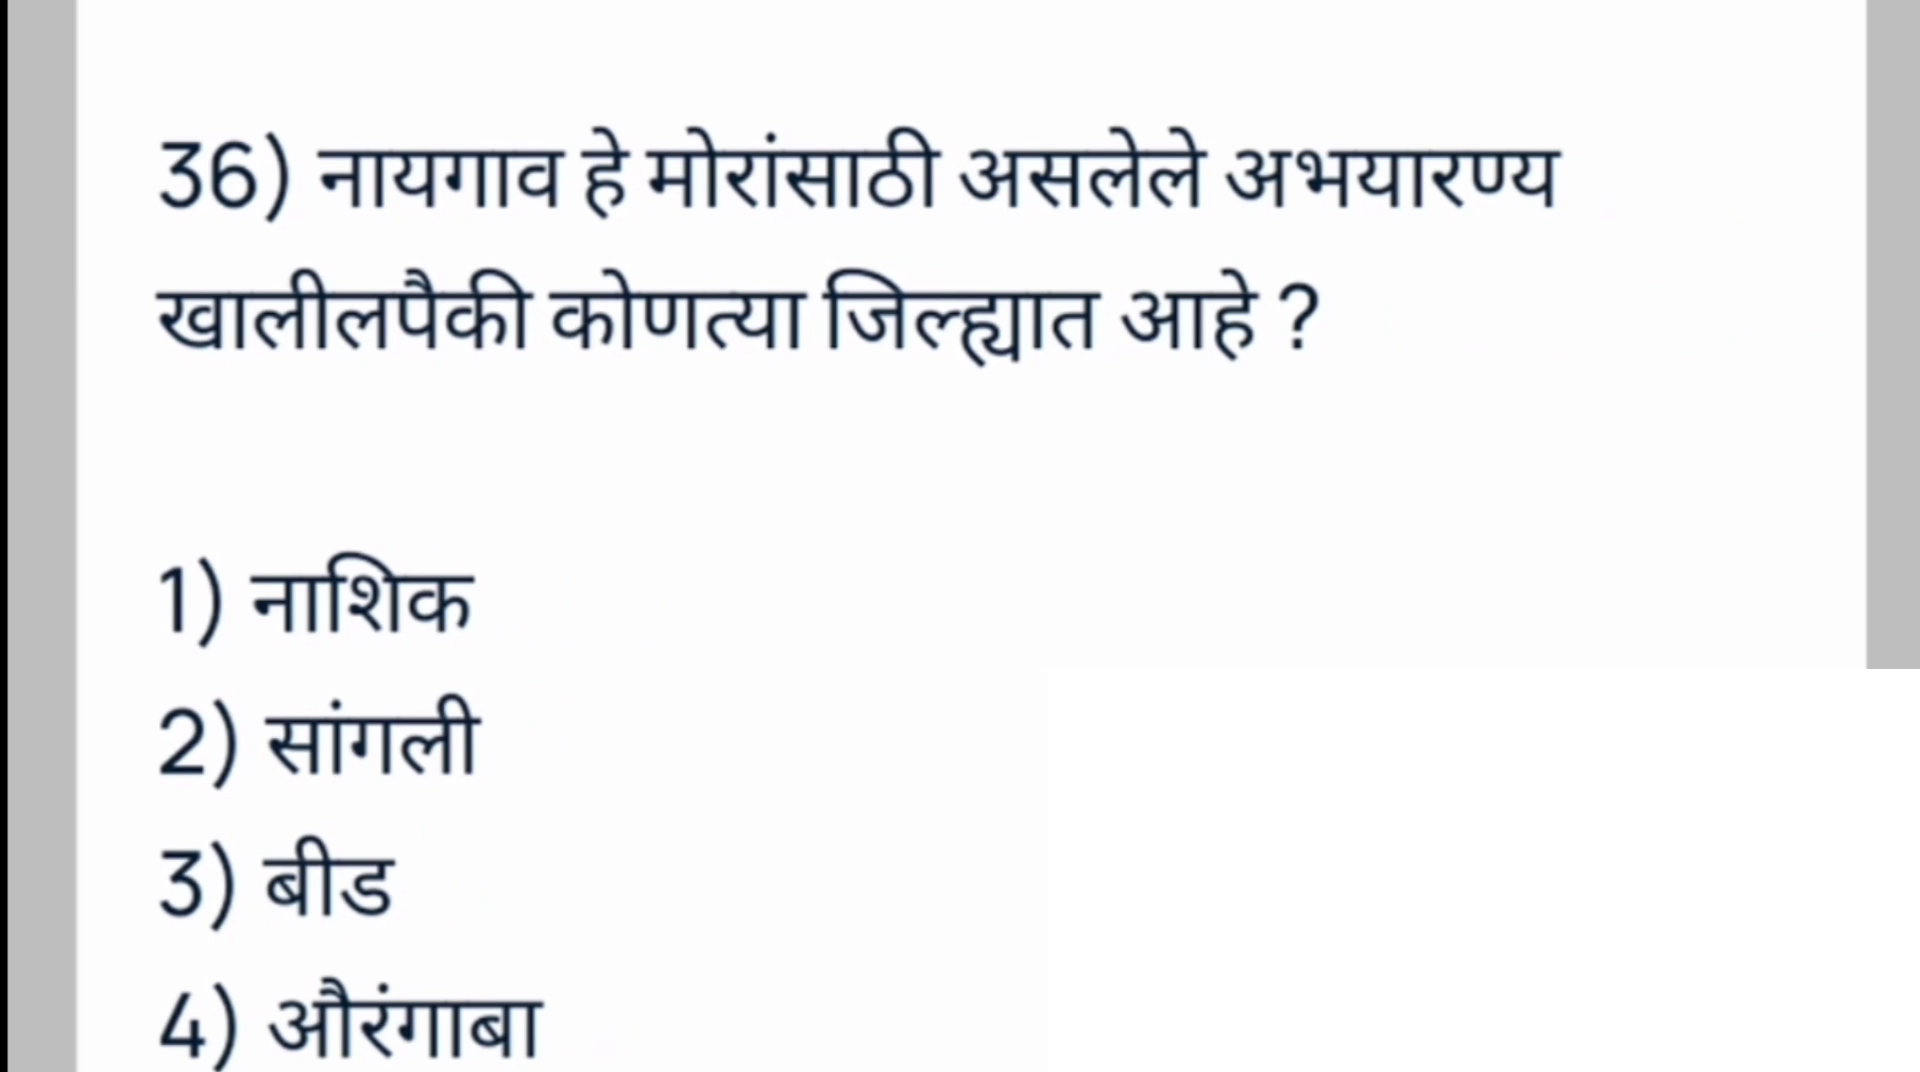 36) नायगाव हे मोरांसाठी असलेले अभयारण्य
खालीलपैकी कोणत्या जिल्ह्यात आहे ?
1) नाशिक
2) सांगली
3) बीड
4) औरंगाबा